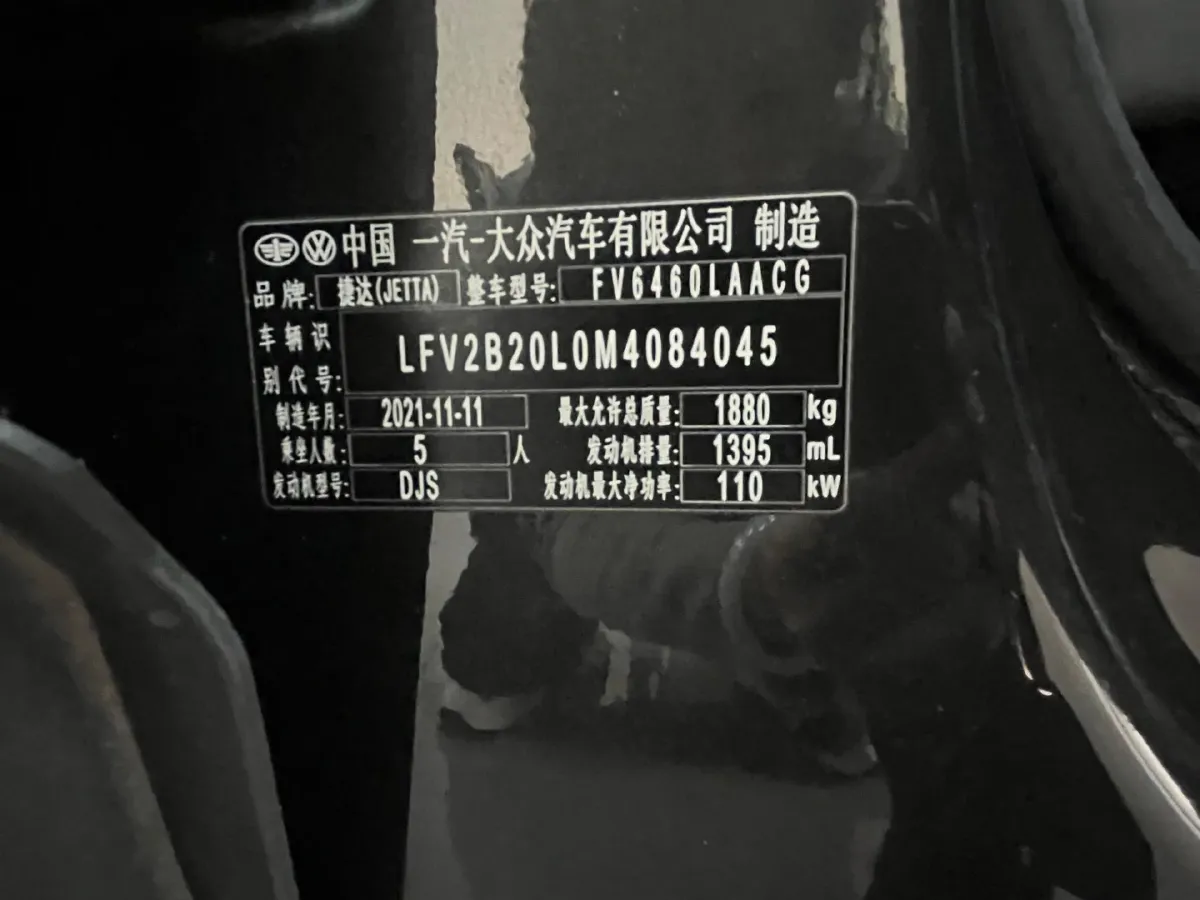 中国 一汽-大众汽车有限公司 制造
品牌: 捷达(JETTA) 整车型号: FV6460LAACG
车辆识别代号: LFV2B20L0M4084045
制造年月: 2021-11-11 最大允许总质量: 1880 kg
乘坐人数: 5 人 发动机排量: 1395 mL
发动机型号: DJS 发动机最大净功率: 110 kW